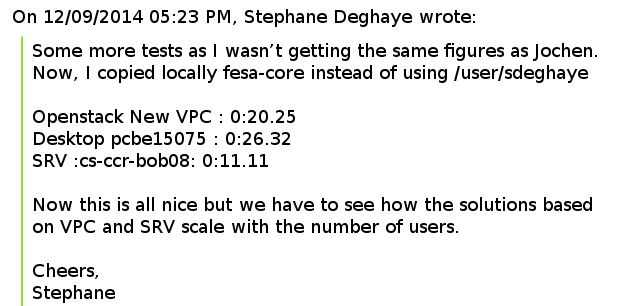 On 12/09/2014 05:23 PM, Stephane Deghaye wrote:
Some more tests as I wasn’t getting the same figures as Jochen.
Now, I copied locally fesa-core instead of using /user/sdeghaye
Openstack New VPC : 0:20.25
Desktop pcbe15075 : 0:26.32
SRV :cs-ccr-bob08: 0:11.11
Now this is all nice but we have to see how the solutions based
on VPC and SRV scale with the number of users.
Cheers,
Stephane